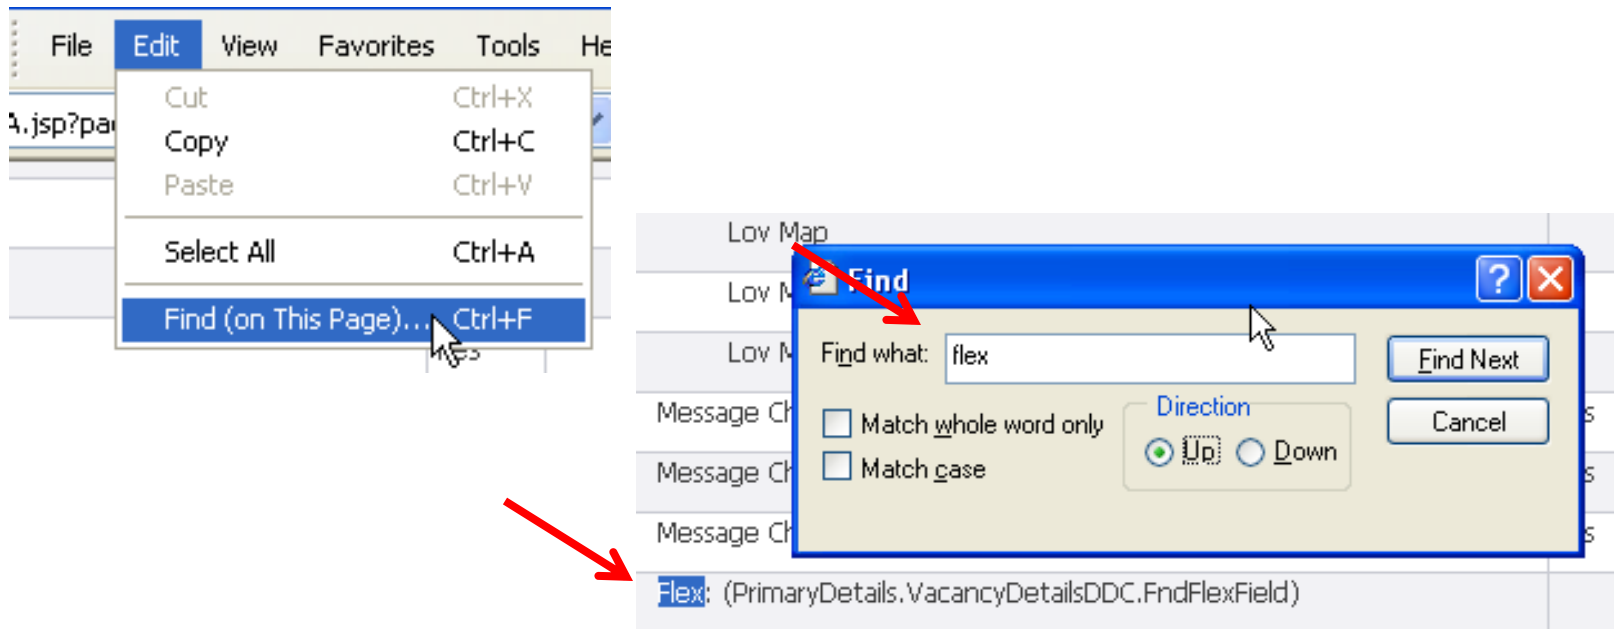 File Edit View Favorites Tools He
A.jsp?pa
Cut Ctrl+X
Copy Ctrl+C
Paste Ctrl+V
Select All Ctrl+A
Find (on This Page)... Ctrl+F
Lov Map
Lov M
Lov M
Message Ch
Message Ch
Message Ch
Flex: (PrimaryDetails.VacancyDetailsDDC.FndFlexField)
Find
Find what: flex
Find Next
Match whole word only
Match case
Direction
Up Down
Cancel
s
s
s